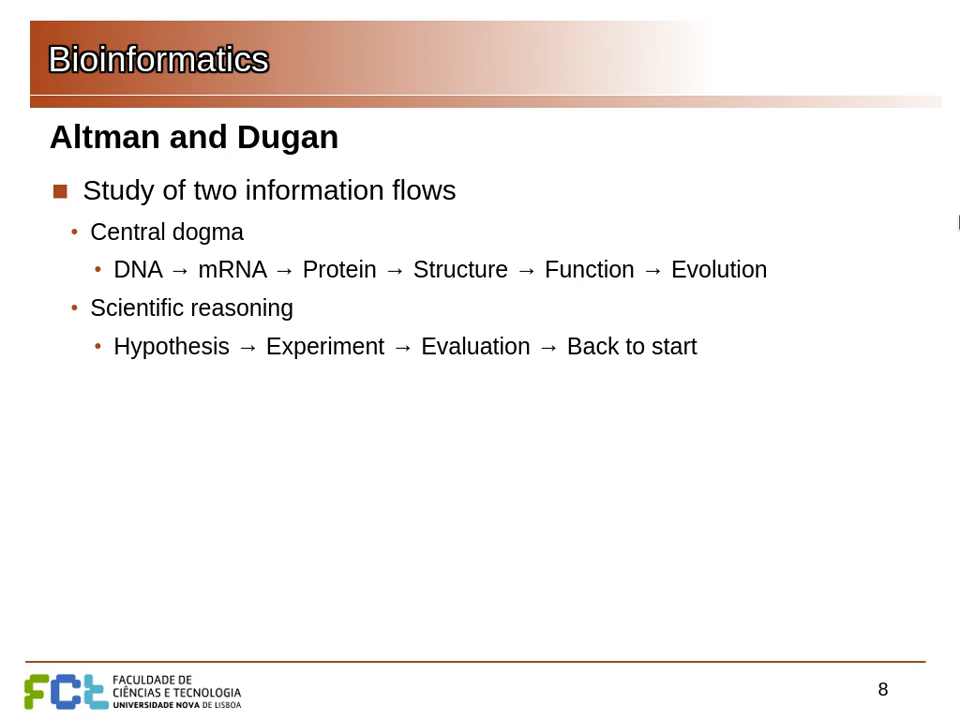 Bioinformatics
Altman and Dugan
Study of two information flows
• Central dogma
• DNA → mRNA → Protein → Structure → Function → Evolution
• Scientific reasoning
• Hypothesis → Experiment → Evaluation → Back to start
FCT
FACULDADE DE
CIÊNCIAS E TECNOLOGIA
UNIVERSIDADE NOVA DE LISBOA
8